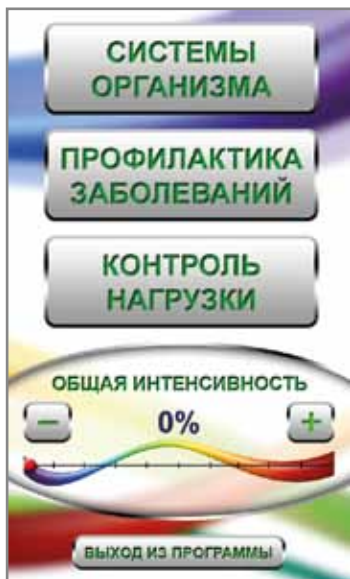 СИСТЕМЫ
ОРГАНИЗМА
ПРОФИЛАКТИКА
ЗАБОЛЕВАНИЙ
КОНТРОЛЬ
НАГРУЗКИ
ОБЩАЯ ИНТЕНСИВНОСТЬ
− 0% +
ВЫХОД ИЗ ПРОГРАММЫ